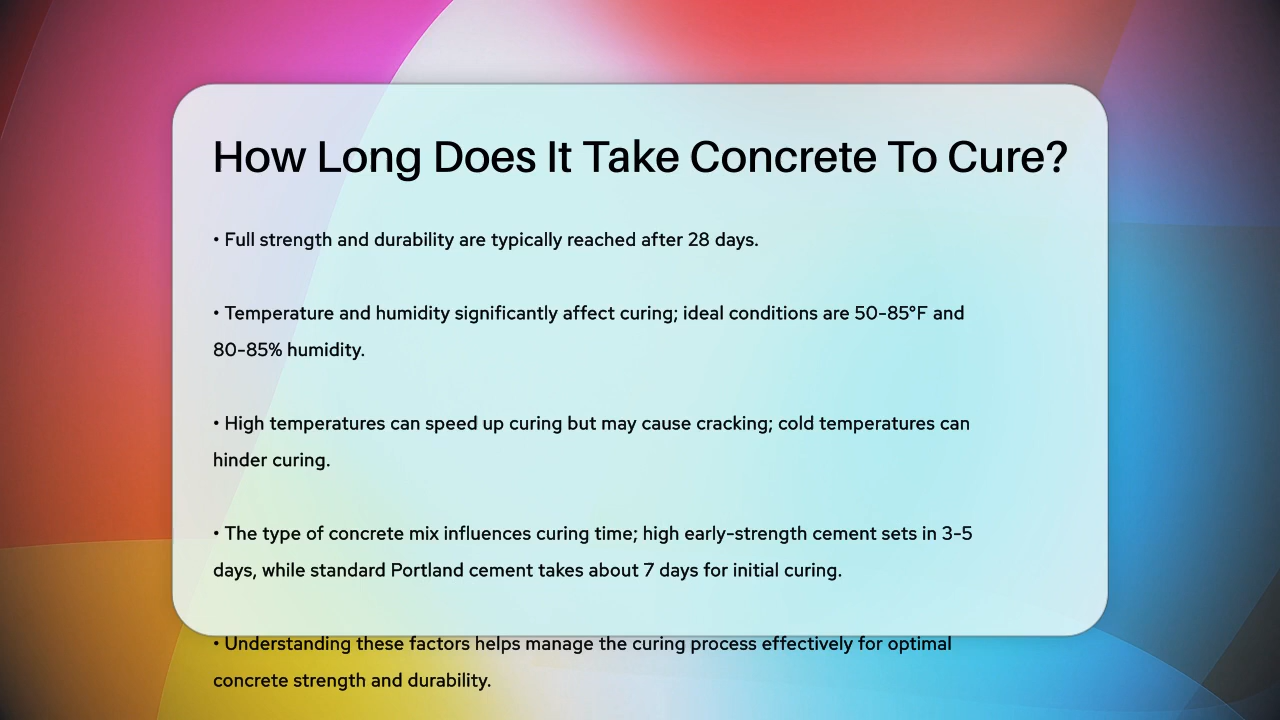 How Long Does It Take Concrete To Cure?
• Full strength and durability are typically reached after 28 days.
• Temperature and humidity significantly affect curing; ideal conditions are 50-85°F and
80-85% humidity.
• High temperatures can speed up curing but may cause cracking; cold temperatures can
hinder curing.
• The type of concrete mix influences curing time; high early-strength cement sets in 3-5
days, while standard Portland cement takes about 7 days for initial curing.
• Understanding these factors helps manage the curing process effectively for optimal
concrete strength and durability.